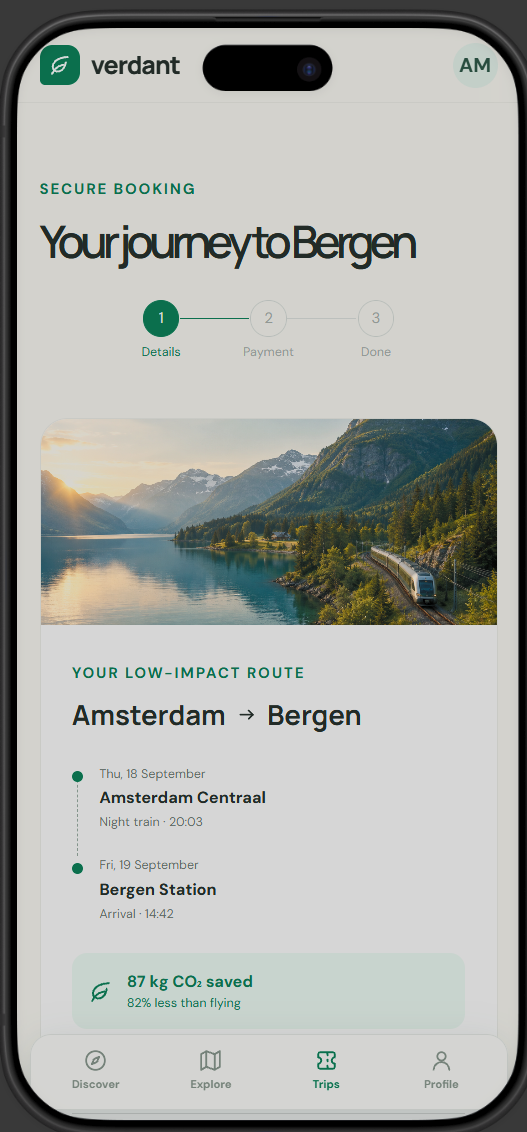 verdant
AM
SECURE BOOKING
Your journey to Bergen
1
2
3
Details
Payment
Done
YOUR LOW-IMPACT ROUTE
Amsterdam → Bergen
Thu, 18 September
Amsterdam Centraal
Night train · 20:03
Fri, 19 September
Bergen Station
Arrival · 14:42
87 kg CO₂ saved
82% less than flying
Discover
Explore
Trips
Profile